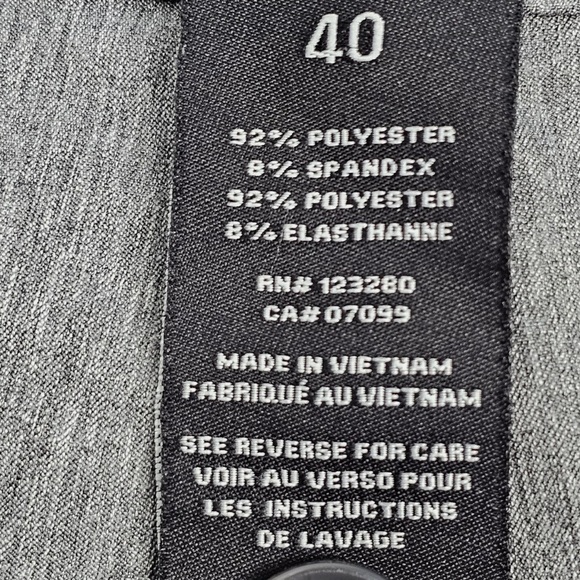 40
92% POLYESTER
8% SPANDEX
92% POLYESTER
8% ELASTHANNE
RN# 123280
CA# 07099
MADE IN VIETNAM
FABRIQUÉ AU VIETNAM
SEE REVERSE FOR CARE
VOIR AU VERSO POUR
LES INSTRUCTIONS
DE LAVAGE